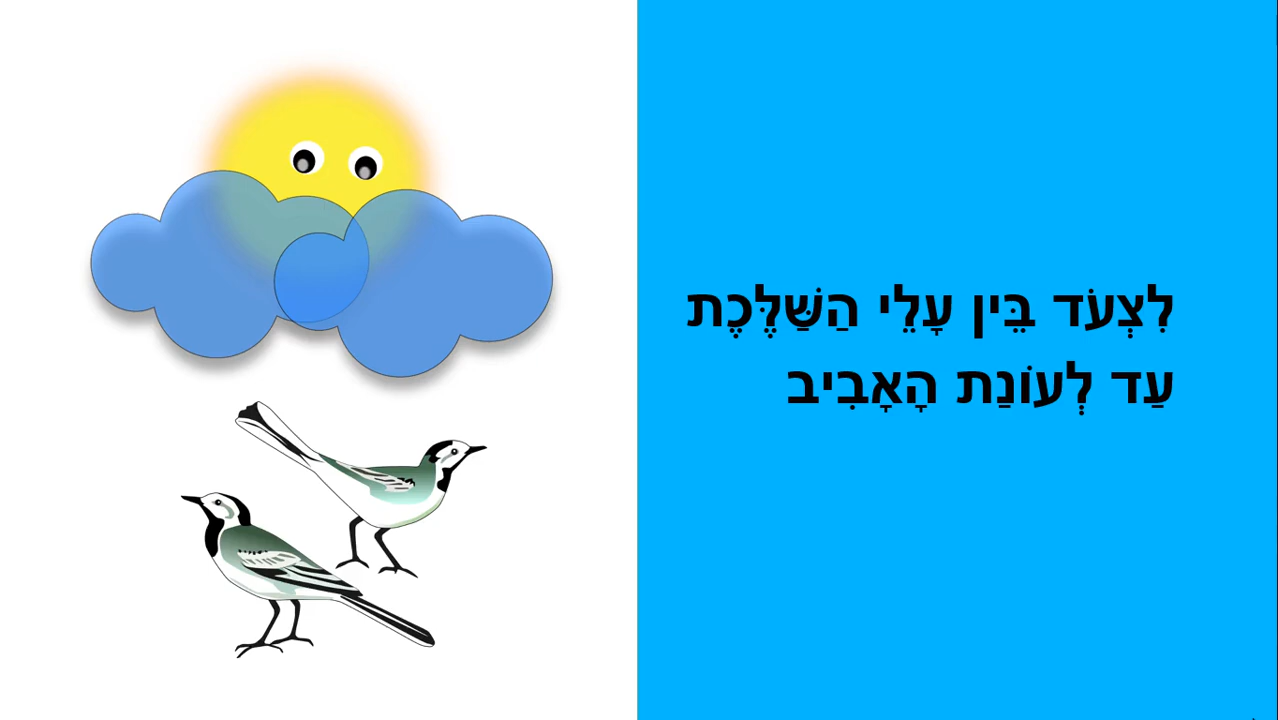 לִצְעֹד בֵּין עָלֵי הַשַּׁלֶּכֶת
עַד לְעוֹנַת הָאָבִיב